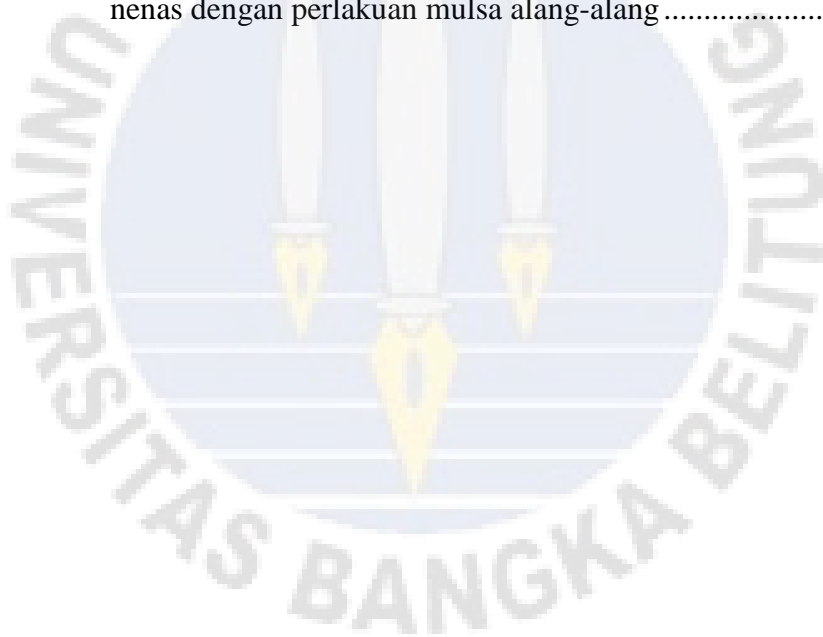 nenas dengan perlakuan mulsa alang-alang ....................
UNIVERSITAS BANGKA BELITUNG